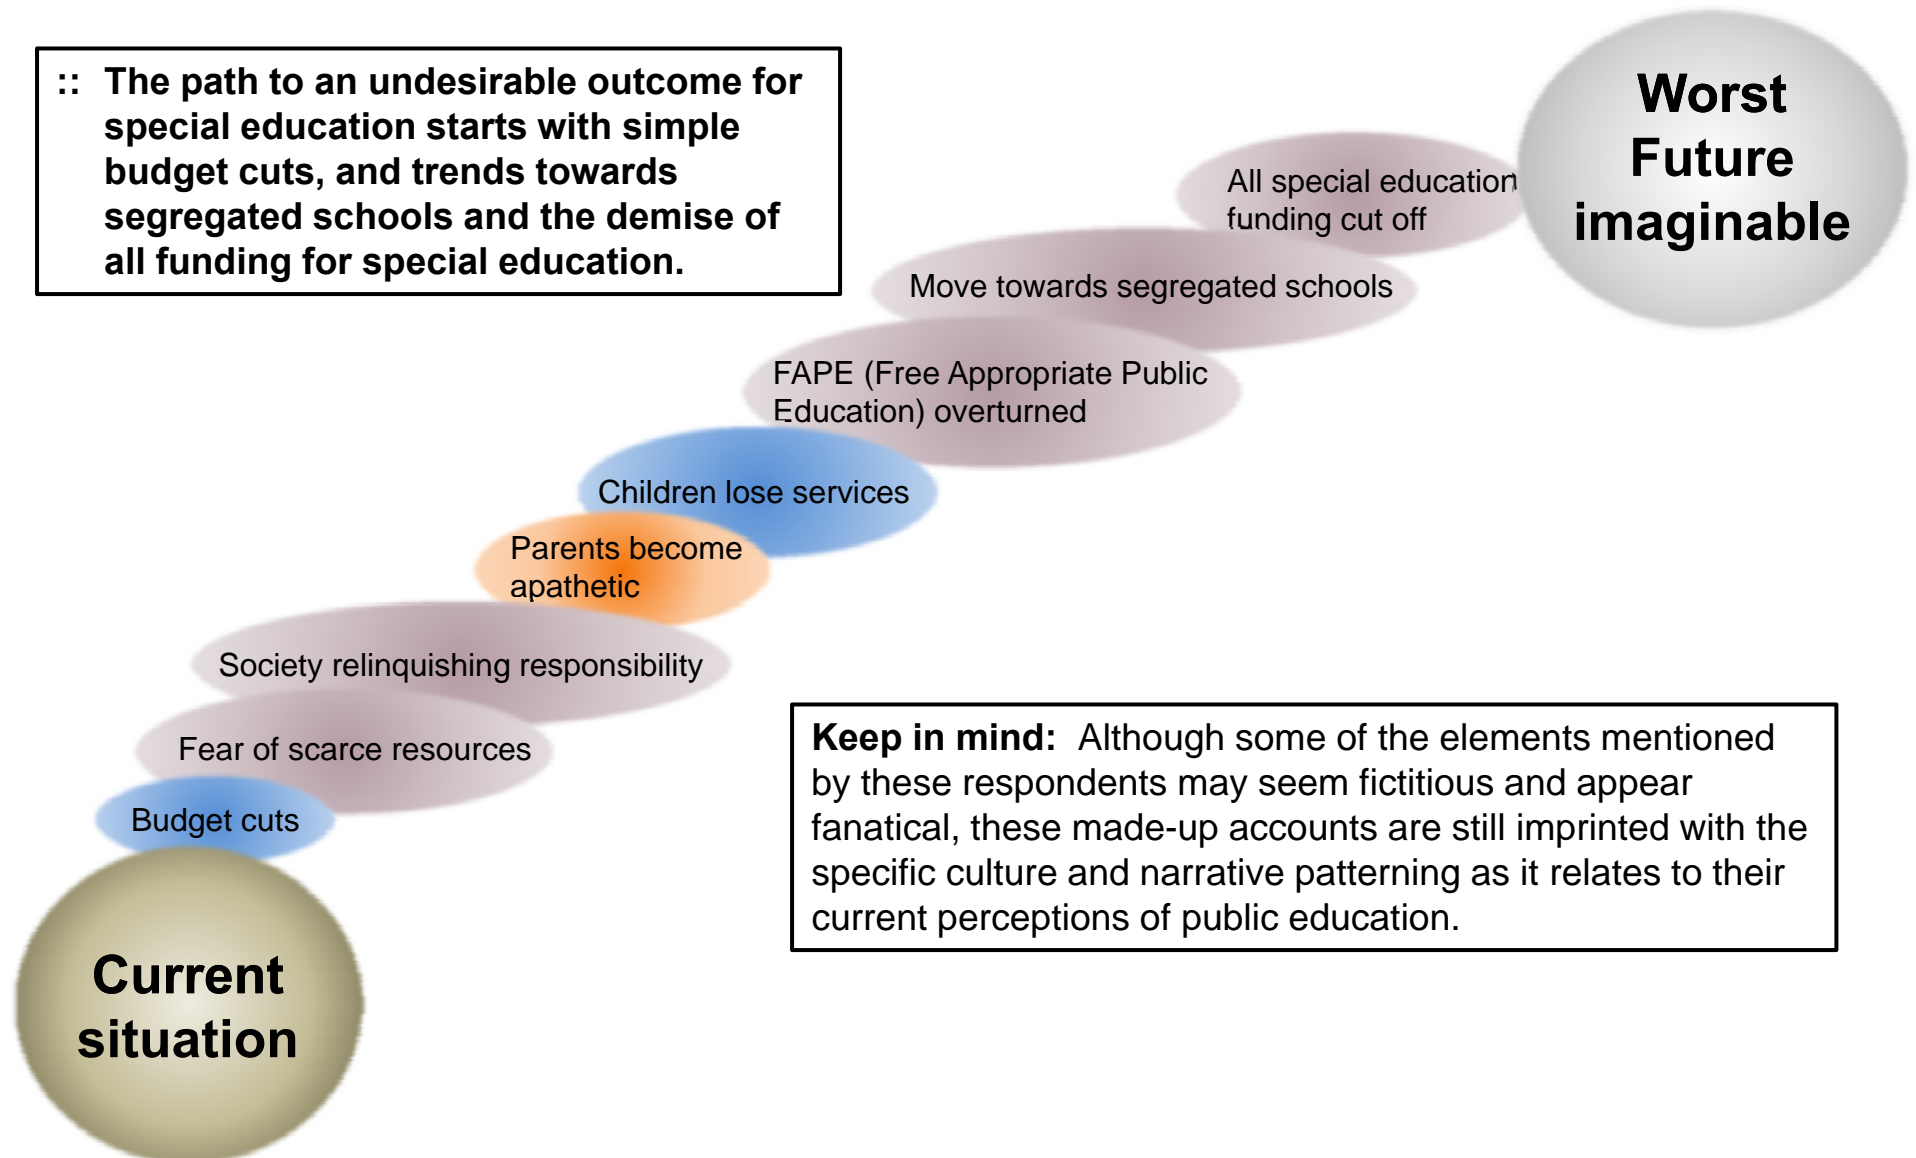 :: The path to an undesirable outcome for
special education starts with simple
budget cuts, and trends towards
segregated schools and the demise of
all funding for special education.
Worst
Future
imaginable
All special education
funding cut off
Move towards segregated schools
FAPE (Free Appropriate Public
Education) overturned
Children lose services
Parents become
apathetic
Society relinquishing responsibility
Fear of scarce resources
Budget cuts
Current
situation
Keep in mind: Although some of the elements mentioned
by these respondents may seem fictitious and appear
fanatical, these made-up accounts are still imprinted with the
specific culture and narrative patterning as it relates to their
current perceptions of public education.